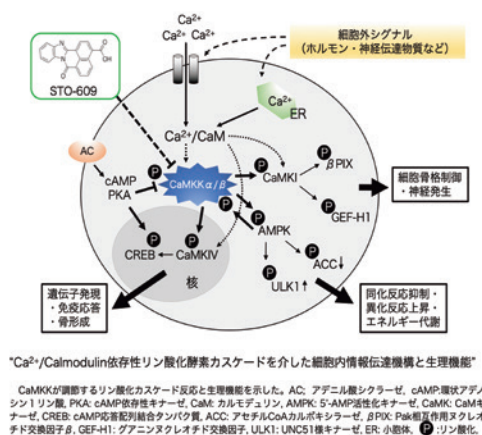 Ca²⁺
Ca²⁺ Ca²⁺
細胞外シグナル
(ホルモン・神経伝達物質など)
STO-609
Ca²⁺
ER
Ca²⁺/CaM
AC
cAMP
PKA
P
CaMKKα/β
P
P
CaMKI
P
βPIX
P
GEF-H1
細胞骨格制御
・神経発生
P
AMPK
P
CREB
P
CaMKIV
P
ACC↓
P
ULK1↑
核
遺伝子発現
・免疫応答
・骨形成
同化反応抑制・
異化反応上昇・
エネルギー代謝
"Ca²⁺/Calmodulin依存性リン酸化酵素カスケードを介した細胞内情報伝達機構と生理機能"
CaMKKが調節するリン酸化カスケード反応と生理機能を示した。AC; アデニル酸シクラーゼ, cAMP:環状アデノ
シン1リン酸, PKA: cAMP依存性キナーゼ, CaM: カルモデュリン, AMPK: 5'-AMP活性化キナーゼ, CaMK: CaMキ
ナーゼ, CREB: cAMP応答配列結合タンパク質, ACC: アセチルCoAカルボキシラーゼ, βPIX: Pak相互作用ヌクレオ
チド交換因子β, GEF-H1: グアニンヌクレオチド交換因子, ULK1: UNC51様キナーゼ, ER: 小胞体, P:リン酸化,